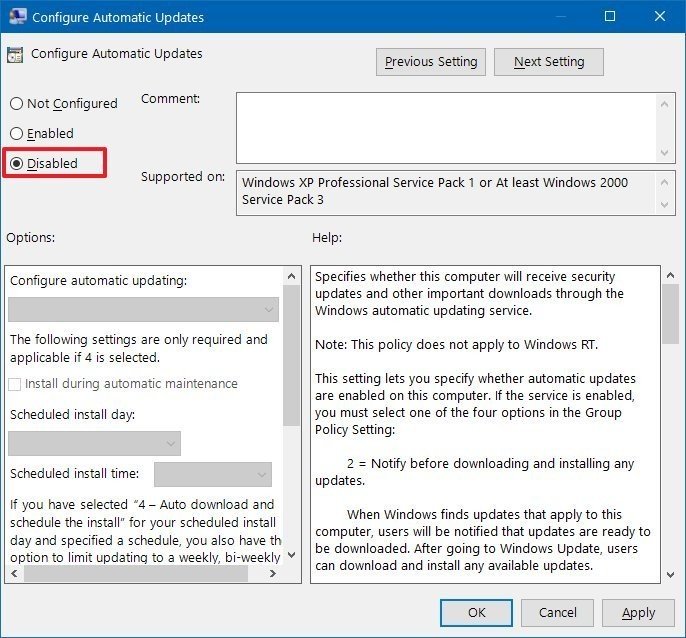 Configure Automatic Updates
Configure Automatic Updates
Previous Setting
Next Setting
Not Configured
Enabled
Disabled
Comment:
Supported on:
Windows XP Professional Service Pack 1 or At least Windows 2000
Service Pack 3
Options:
Configure automatic updating:
The following settings are only required and
applicable if 4 is selected.
Install during automatic maintenance
Scheduled install day:
Scheduled install time:
If you have selected “4 – Auto download and
schedule the install” for your scheduled install
day and specified a schedule, you also have th
option to limit updating to a weekly, bi-weekly
Help:
Specifies whether this computer will receive security
updates and other important downloads through the
Windows automatic updating service.
Note: This policy does not apply to Windows RT.
This setting lets you specify whether automatic updates
are enabled on this computer. If the service is enabled,
you must select one of the four options in the Group
Policy Setting:
2 = Notify before downloading and installing any
updates.
When Windows finds updates that apply to this
computer, users will be notified that updates are ready to
be downloaded. After going to Windows Update, users
can download and install any available updates.
OK
Cancel
Apply